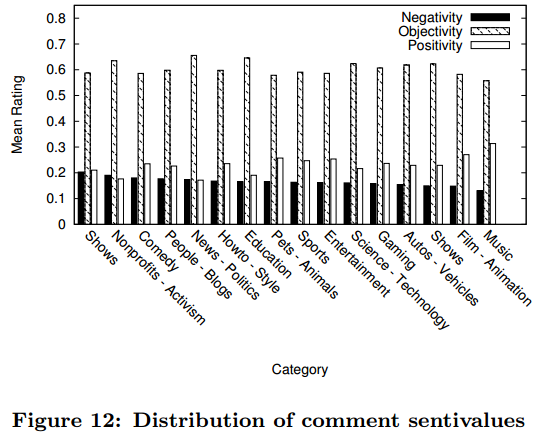 Negativity
Objectivity
Positivity
0.8
0.7
0.6
0.5
0.4
0.3
0.2
0.1
0
Mean Rating
Shows
Nonprofits - Activism
Comedy
People - Blogs
News - Politics
Howto - Style
Education
Pets - Animals
Sports
Entertainment
Science - Technology
Gaming
Autos - Vehicles
Shows
Film - Animation
Music
Category
Figure 12: Distribution of comment sentivalues